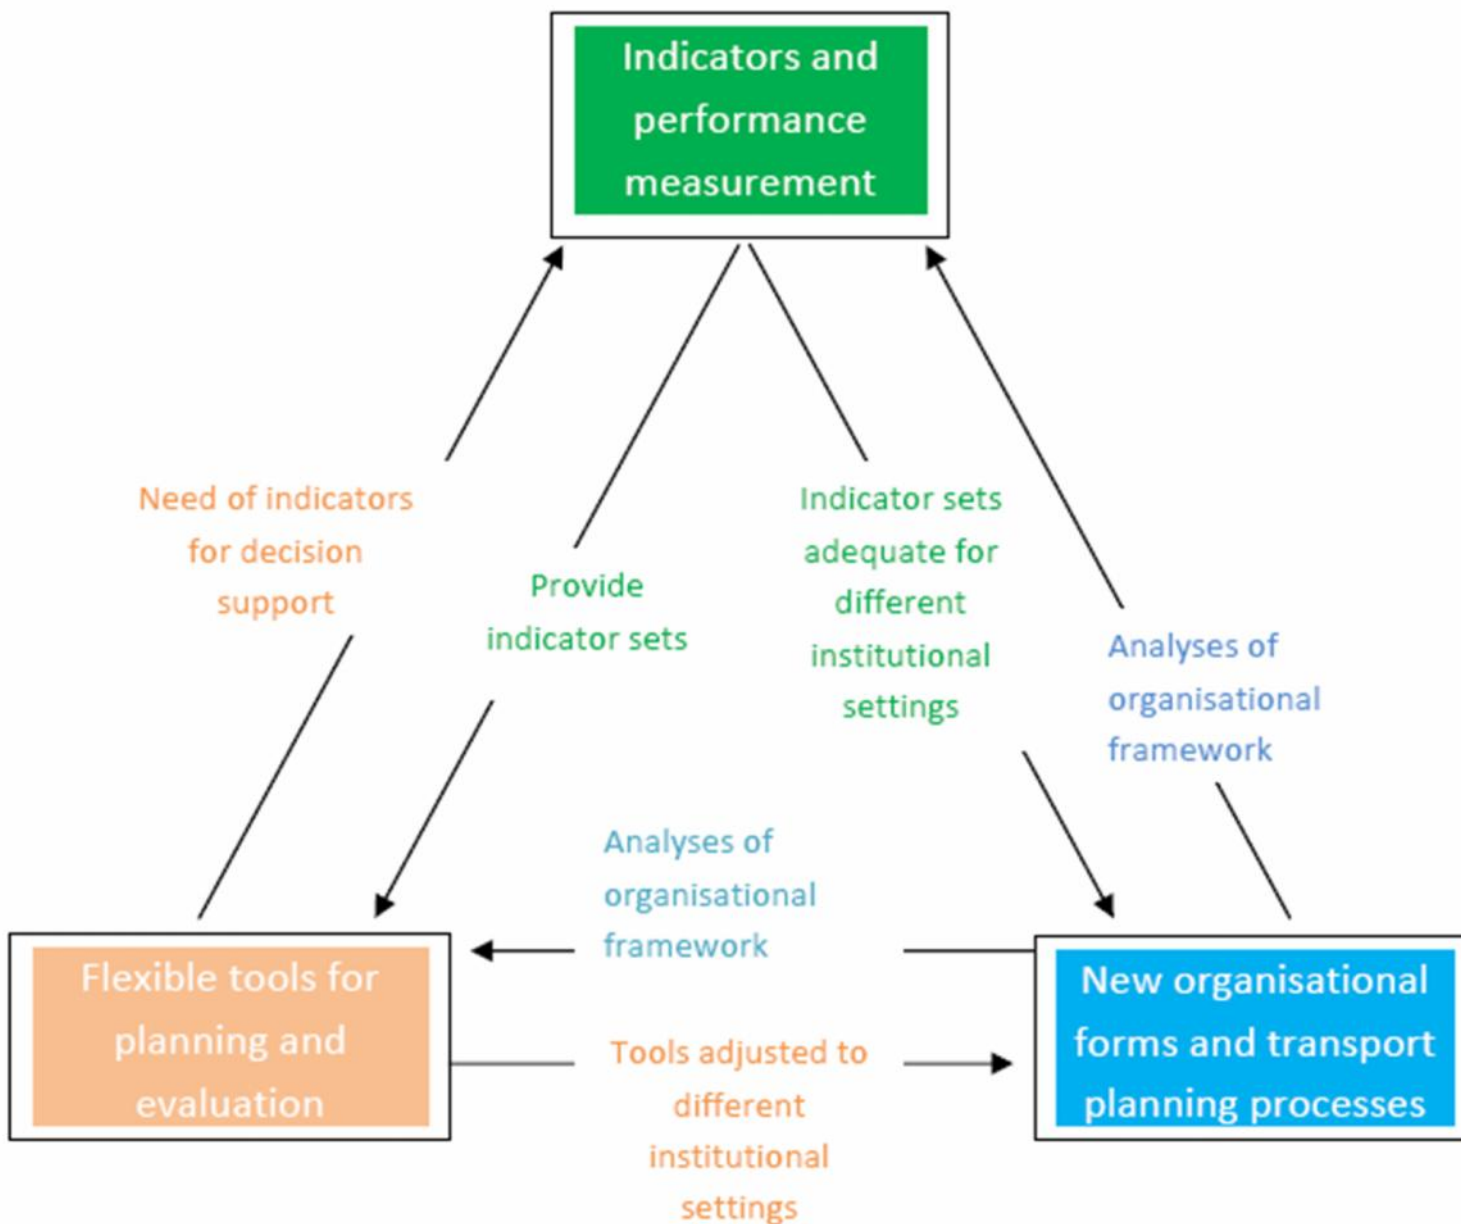 Indicators and
performance
measurement
Need of indicators
for decision
support
Provide
indicator sets
Indicator sets
adequate for
different
institutional
settings
Analyses of
organisational
framework
Analyses of
organisational
framework
Flexible tools for
planning and
evaluation
Tools adjusted to
different
institutional
settings
New organisational
forms and transport
planning processes